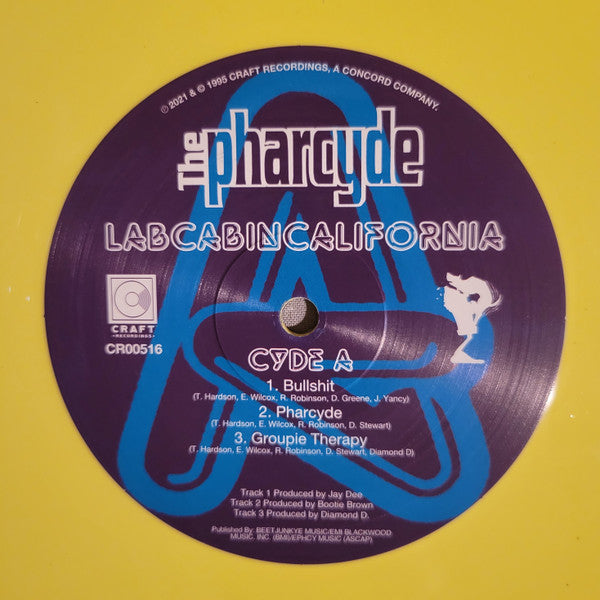 ℗ 2021 & © 1995 CRAFT RECORDINGS, A CONCORD COMPANY.
The pharcyde
LABCABINCALIFORNIA
CRAFT
RECORDINGS
CR00516
CYDE A
1. Bullshit
(T. Hardson, E. Wilcox, R. Robinson, D. Greene, J. Yancy)
2. Pharcyde
(T. Hardson, E. Wilcox, R. Robinson, D. Stewart)
3. Groupie Therapy
(T. Hardson, E. Wilcox, R. Robinson, D. Stewart, Diamond D)
Track 1 Produced by Jay Dee
Track 2 Produced by Bootie Brown
Track 3 Produced by Diamond D.
Published By: BEETJUNKYE MUSIC/EMI BLACKWOOD
MUSIC, INC. (BMI)/EPHCY MUSIC (ASCAP)